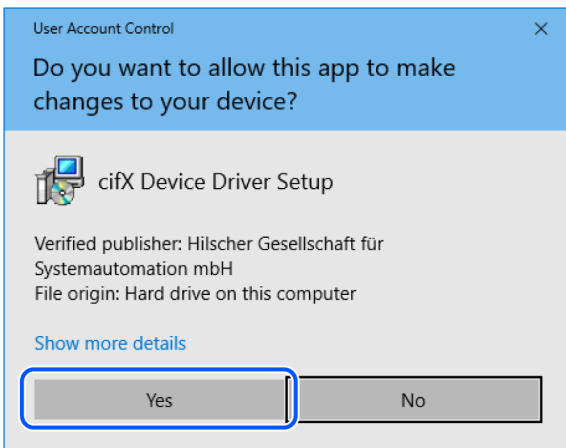 User Account Control
Do you want to allow this app to make
changes to your device?
cifX Device Driver Setup
Verified publisher: Hilscher Gesellschaft für
Systemautomation mbH
File origin: Hard drive on this computer
Show more details
Yes
No